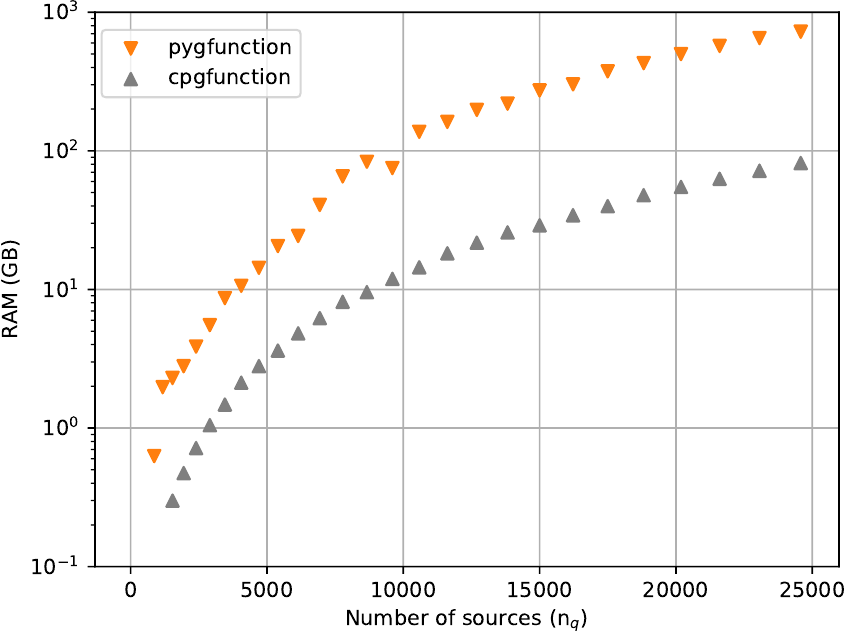 10³
10²
10¹
10⁰
10⁻¹
RAM (GB)
pygfunction
cpgfunction
0 5000 10000 15000 20000 25000
Number of sources (n_q)